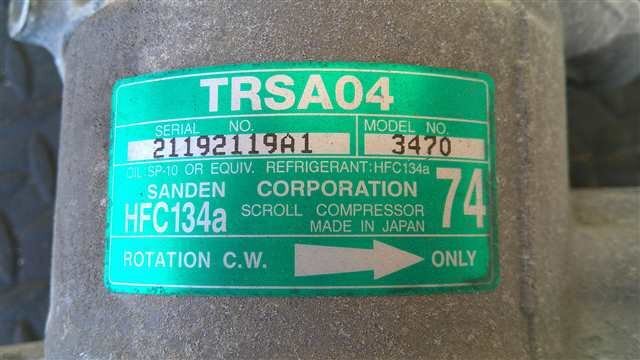 TRSA04
SERIAL NO. MODEL NO.
21192119A1 3470
OIL SP-10 OR EQUIV. REFRIGERANT:HFC134a
SANDEN CORPORATION 74
HFC134a SCROLL COMPRESSOR
MADE IN JAPAN
ROTATION C.W. ONLY